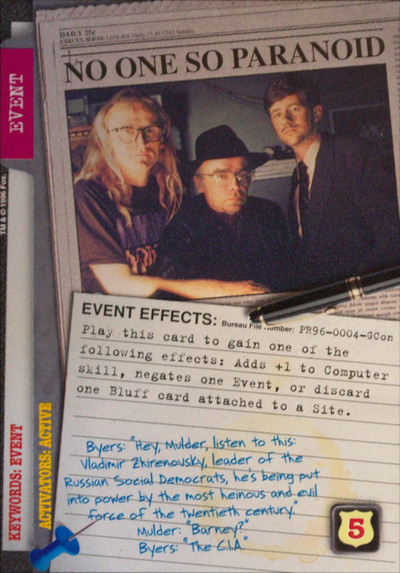 DAILY 25¢
NO ONE SO PARANOID
EVENT
TM & © 1996 Fox.
EVENT EFFECTS: Bureau File Number: PR96-0004-GCon
Play this card to gain one of the
following effects: Adds +1 to Computer
skill, negates one Event, or discard
one Bluff card attached to a Site.
KEYWORDS: EVENT
ACTIVATORS: ACTIVE
Byers: "Hey, Mulder, listen to this:
Vladimir Zhirenovsky, leader of the
Russian Social Democrats, he's being put
into power by the most heinous and evil
force of the twentieth century."
Mulder: "Barney?"
Byers: "The C.I.A."
5